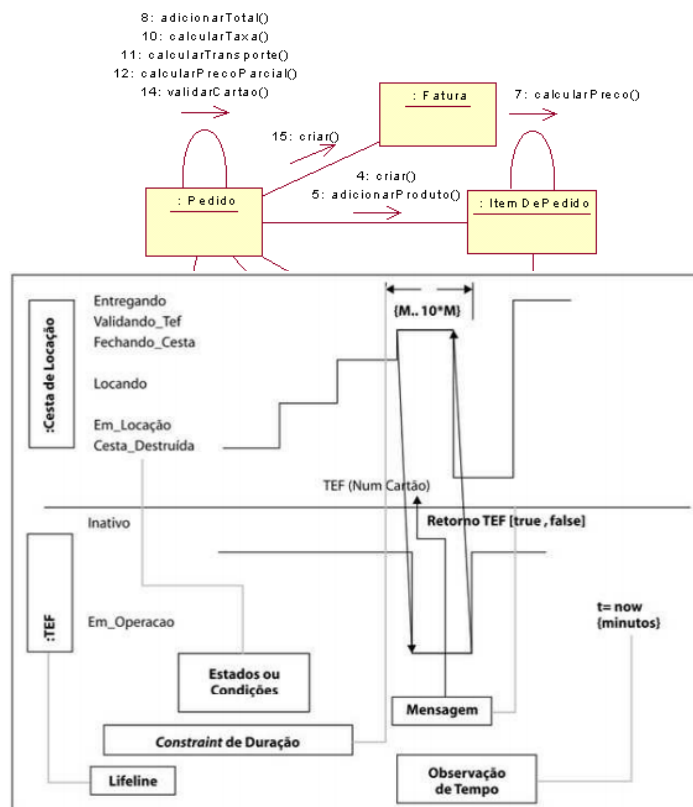 8: adicionarTotal()
10: calcularTaxa()
11: calcularTransporte()
12: calcularPrecoParcial()
14: validarCartao()
: Fatura
7: calcularPreco()
15: criar()
4: criar()
5: adicionarProduto()
: Pedido
: ItemDePedido
:Cesta de Locação
Entregando
Validando_Tef
Fechando_Cesta
Locando
Em_Locação
Cesta_Destruída
{M.. 10*M}
TEF (Num Cartão)
Retorno TEF [true , false]
:TEF
Inativo
Em_Operacao
t= now
{minutos}
Estados ou
Condições
Mensagem
Constraint de Duração
Lifeline
Observação
de Tempo